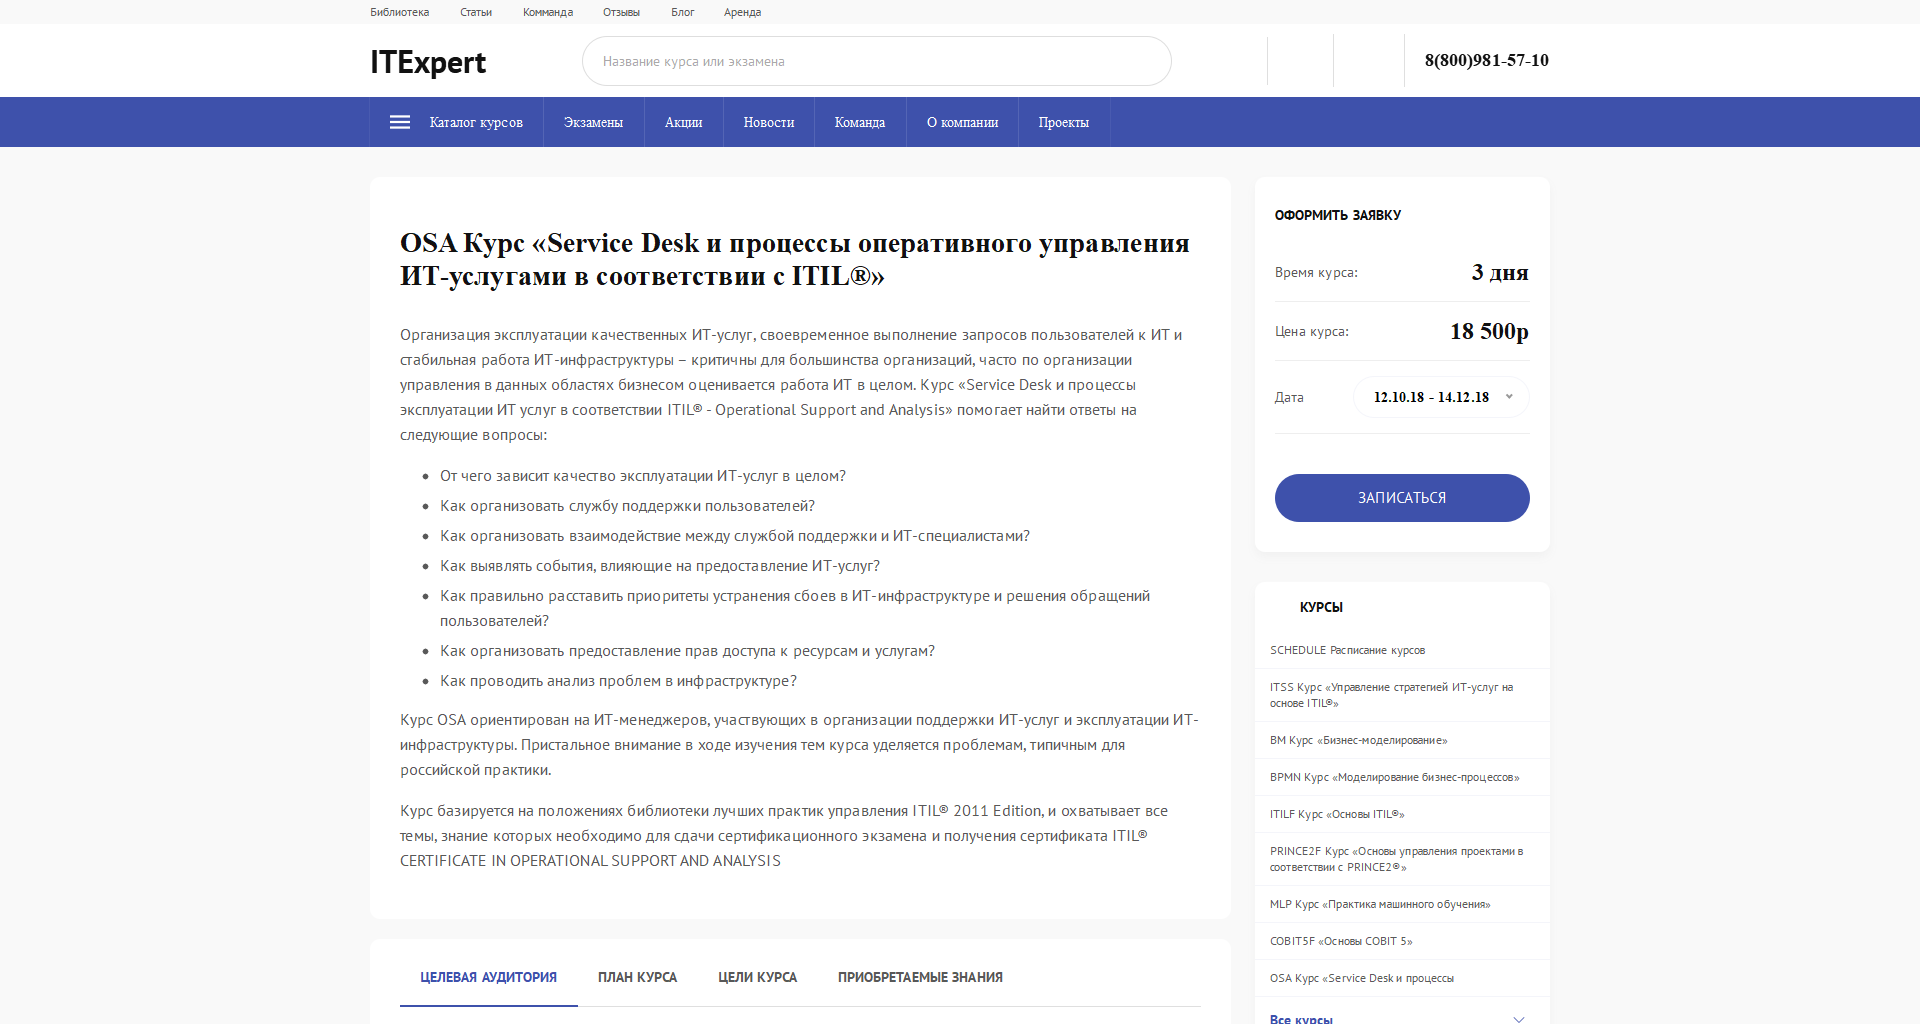 Библиотека Статьи Комманда Отзывы Блог Аренда
ITExpert
Название курса или экзамена
8(800)981-57-10
Каталог курсов Экзамены Акции Новости Команда О компании Проекты
OSA Курс «Service Desk и процессы оперативного управления
ИТ-услугами в соответствии с ITIL®»
Организация эксплуатации качественных ИТ-услуг, своевременное выполнение запросов пользователей к ИТ и
стабильная работа ИТ-инфраструктуры – критичны для большинства организаций, часто по организации
управления в данных областях бизнесом оценивается работа ИТ в целом. Курс «Service Desk и процессы
эксплуатации ИТ услуг в соответствии ITIL® - Operational Support and Analysis» помогает найти ответы на
следующие вопросы:
От чего зависит качество эксплуатации ИТ-услуг в целом?
Как организовать службу поддержки пользователей?
Как организовать взаимодействие между службой поддержки и ИТ-специалистами?
Как выявлять события, влияющие на предоставление ИТ-услуг?
Как правильно расставить приоритеты устранения сбоев в ИТ-инфраструктуре и решения обращений
пользователей?
Как организовать предоставление прав доступа к ресурсам и услугам?
Как проводить анализ проблем в инфраструктуре?
Курс OSA ориентирован на ИТ-менеджеров, участвующих в организации поддержки ИТ-услуг и эксплуатации ИТ-
инфраструктуры. Пристальное внимание в ходе изучения тем курса уделяется проблемам, типичным для
российской практики.
Курс базируется на положениях библиотеки лучших практик управления ITIL® 2011 Edition, и охватывает все
темы, знание которых необходимо для сдачи сертификационного экзамена и получения сертификата ITIL®
CERTIFICATE IN OPERATIONAL SUPPORT AND ANALYSIS
ЦЕЛЕВАЯ АУДИТОРИЯ ПЛАН КУРСА ЦЕЛИ КУРСА ПРИОБРЕТАЕМЫЕ ЗНАНИЯ
ОФОРМИТЬ ЗАЯВКУ
Время курса: 3 дня
Цена курса: 18 500р
Дата 12.10.18 - 14.12.18
ЗАПИСАТЬСЯ
КУРСЫ
SCHEDULE Расписание курсов
ITSS Курс «Управление стратегией ИТ-услуг на
основе ITIL®»
BM Курс «Бизнес-моделирование»
BPMN Курс «Моделирование бизнес-процессов»
ITILF Курс «Основы ITIL®»
PRINCE2F Курс «Основы управления проектами в
соответствии с PRINCE2®»
MLP Курс «Практика машинного обучения»
COBIT5F «Основы COBIT 5»
OSA Курс «Service Desk и процессы
Все курсы